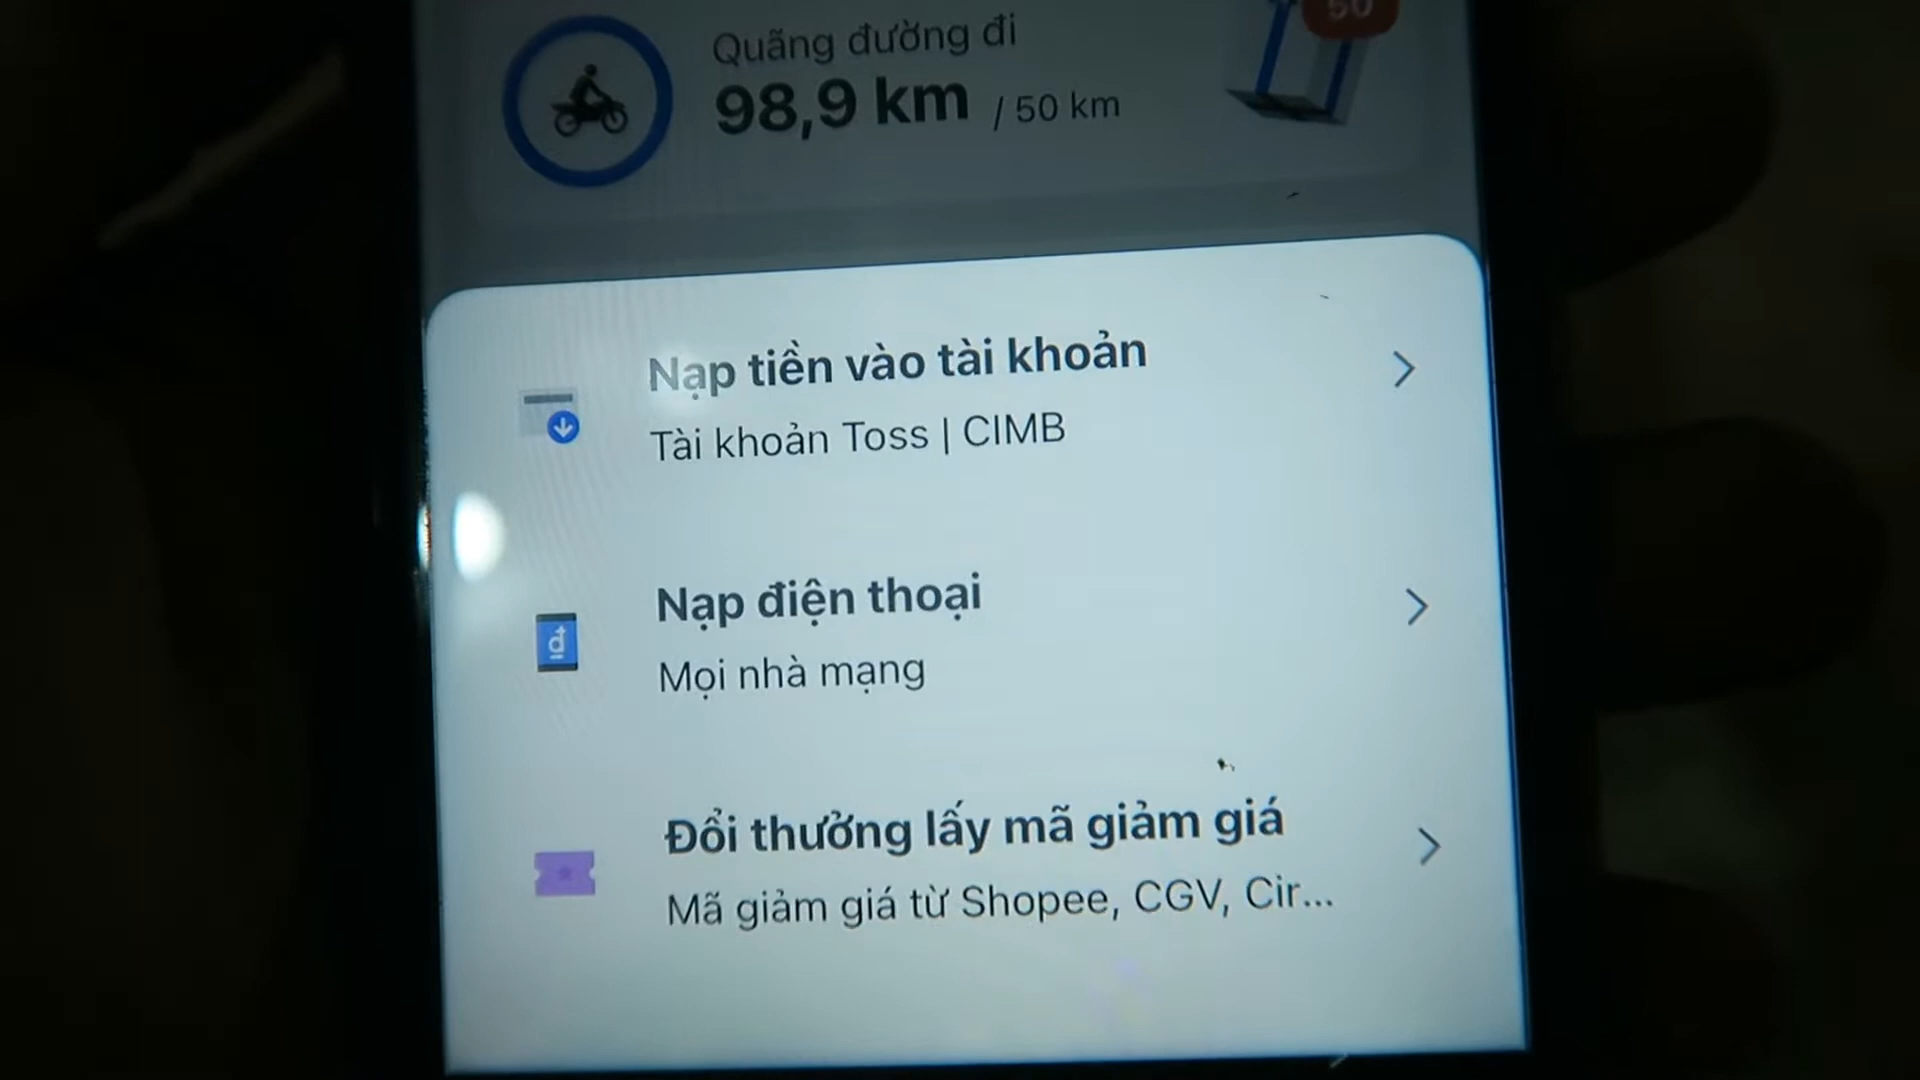 50
Quãng đường đi
98,9 km / 50 km
Nạp tiền vào tài khoản
Tài khoản Toss | CIMB
Nạp điện thoại
đ
Mọi nhà mạng
Đổi thưởng lấy mã giảm giá
Mã giảm giá từ Shopee, CGV, Cir...